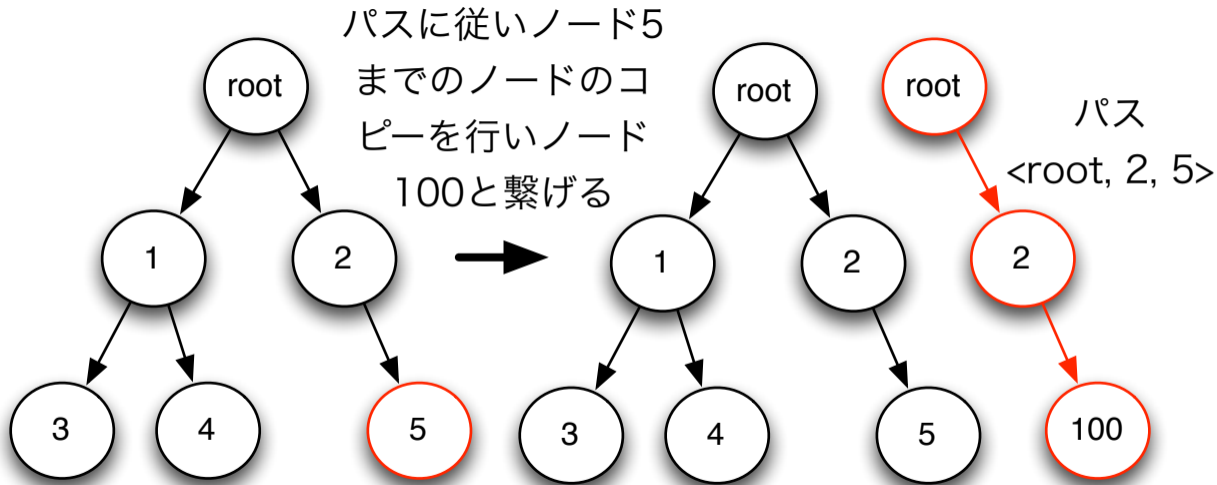 パスに従いノード5
までのノードのコ
ピーを行いノード
100と繋げる
root
1
2
3
4
5
root
1
2
3
4
5
root
2
100
パス
<root, 2, 5>